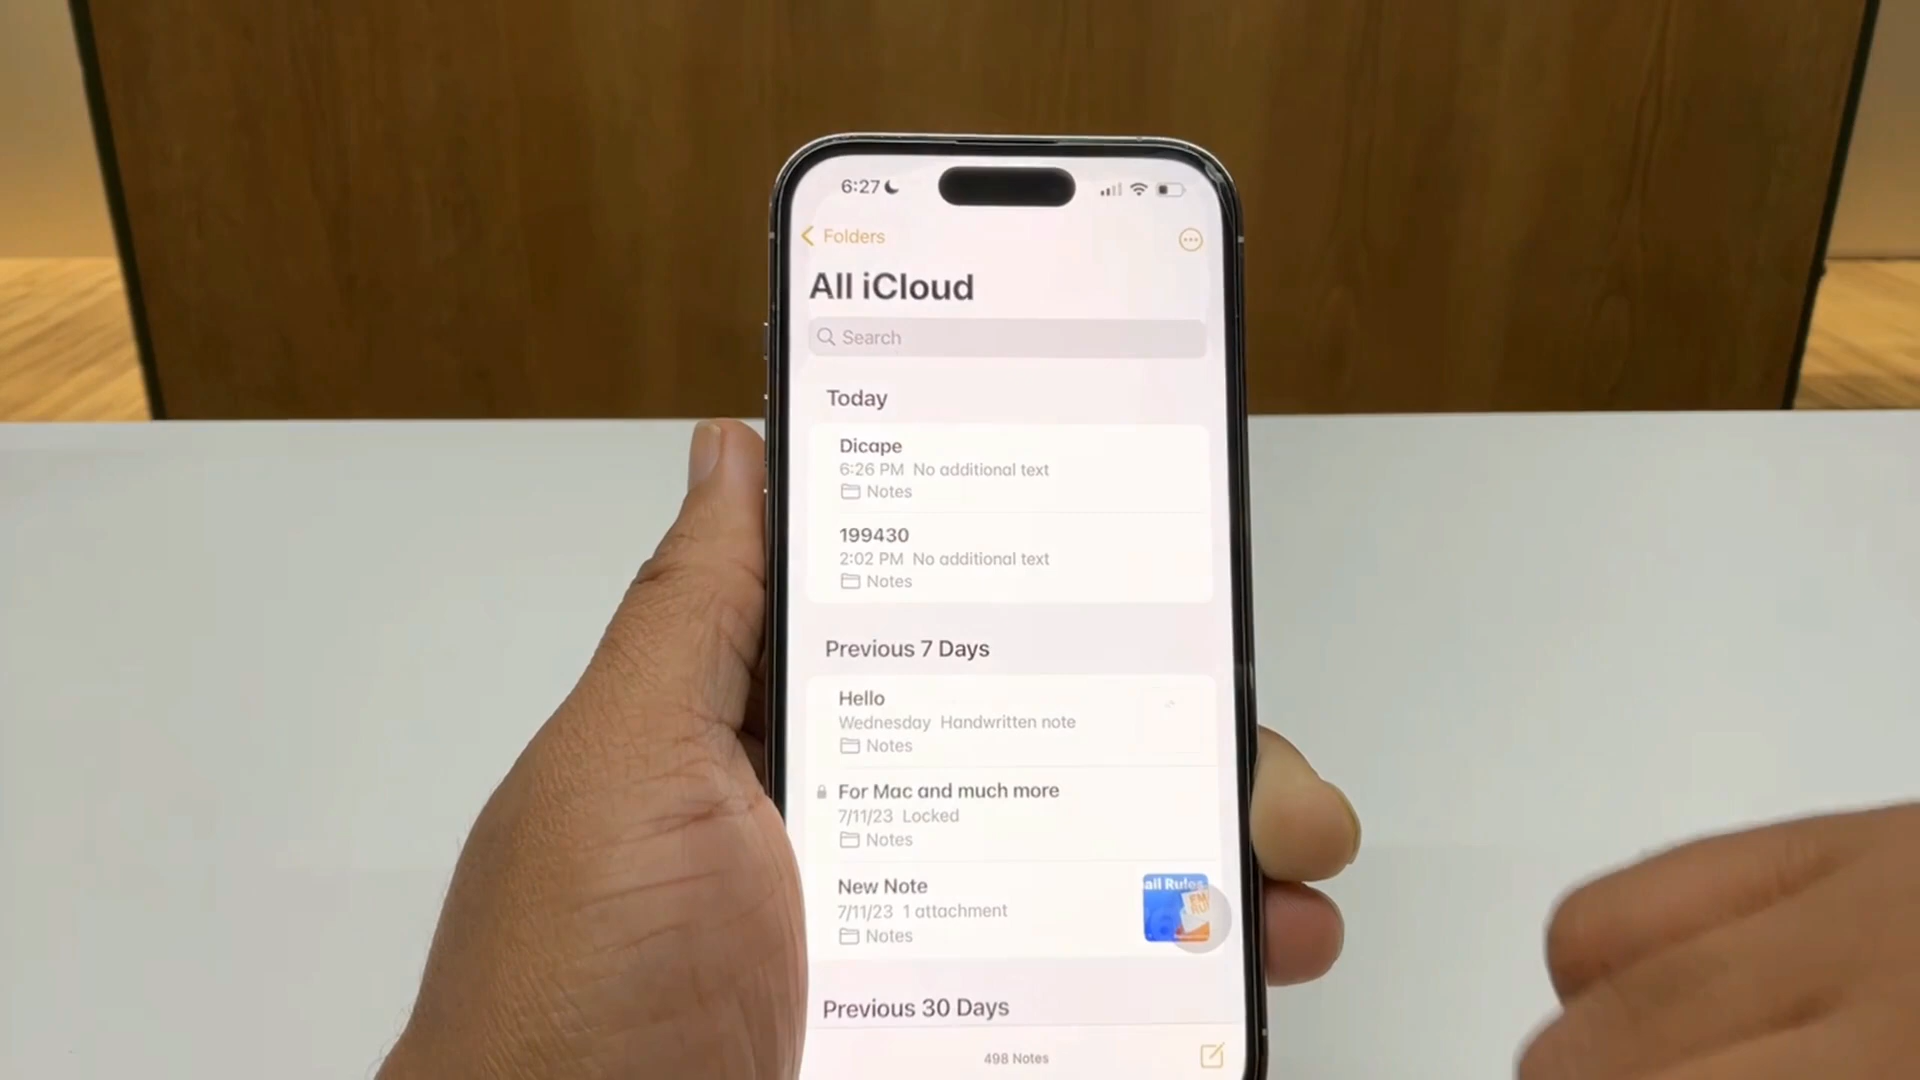 6:27
Folders
All iCloud
Search
Today
Dicape
6:26 PM No additional text
Notes
199430
2:02 PM No additional text
Notes
Previous 7 Days
Hello
Wednesday Handwritten note
Notes
For Mac and much more
7/11/23 Locked
Notes
New Note
7/11/23 1 attachment
Notes
ail Rules
Previous 30 Days
498 Notes